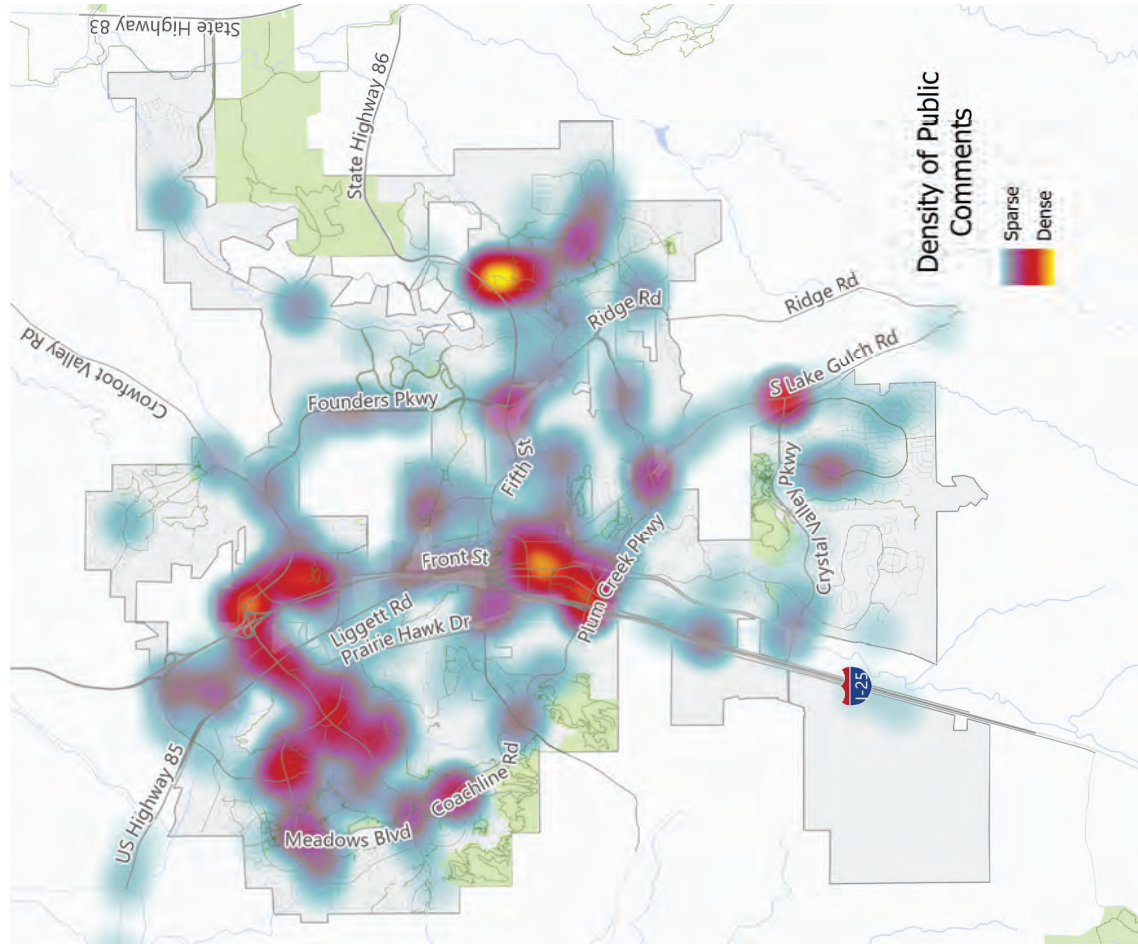 State Highway 83
State Highway 86
Crowfoot Valley Rd
Density of Public
Comments
Sparse
Dense
Founders Pkwy
Ridge Rd
Ridge Rd
S Lake Gulch Rd
Fifth St
Front St
Plum Creek Pkwy
Crystal Valley Pkwy
Liggett Rd
Prairie Hawk Dr
I-25
US Highway 85
Coachline Rd
Meadows Blvd